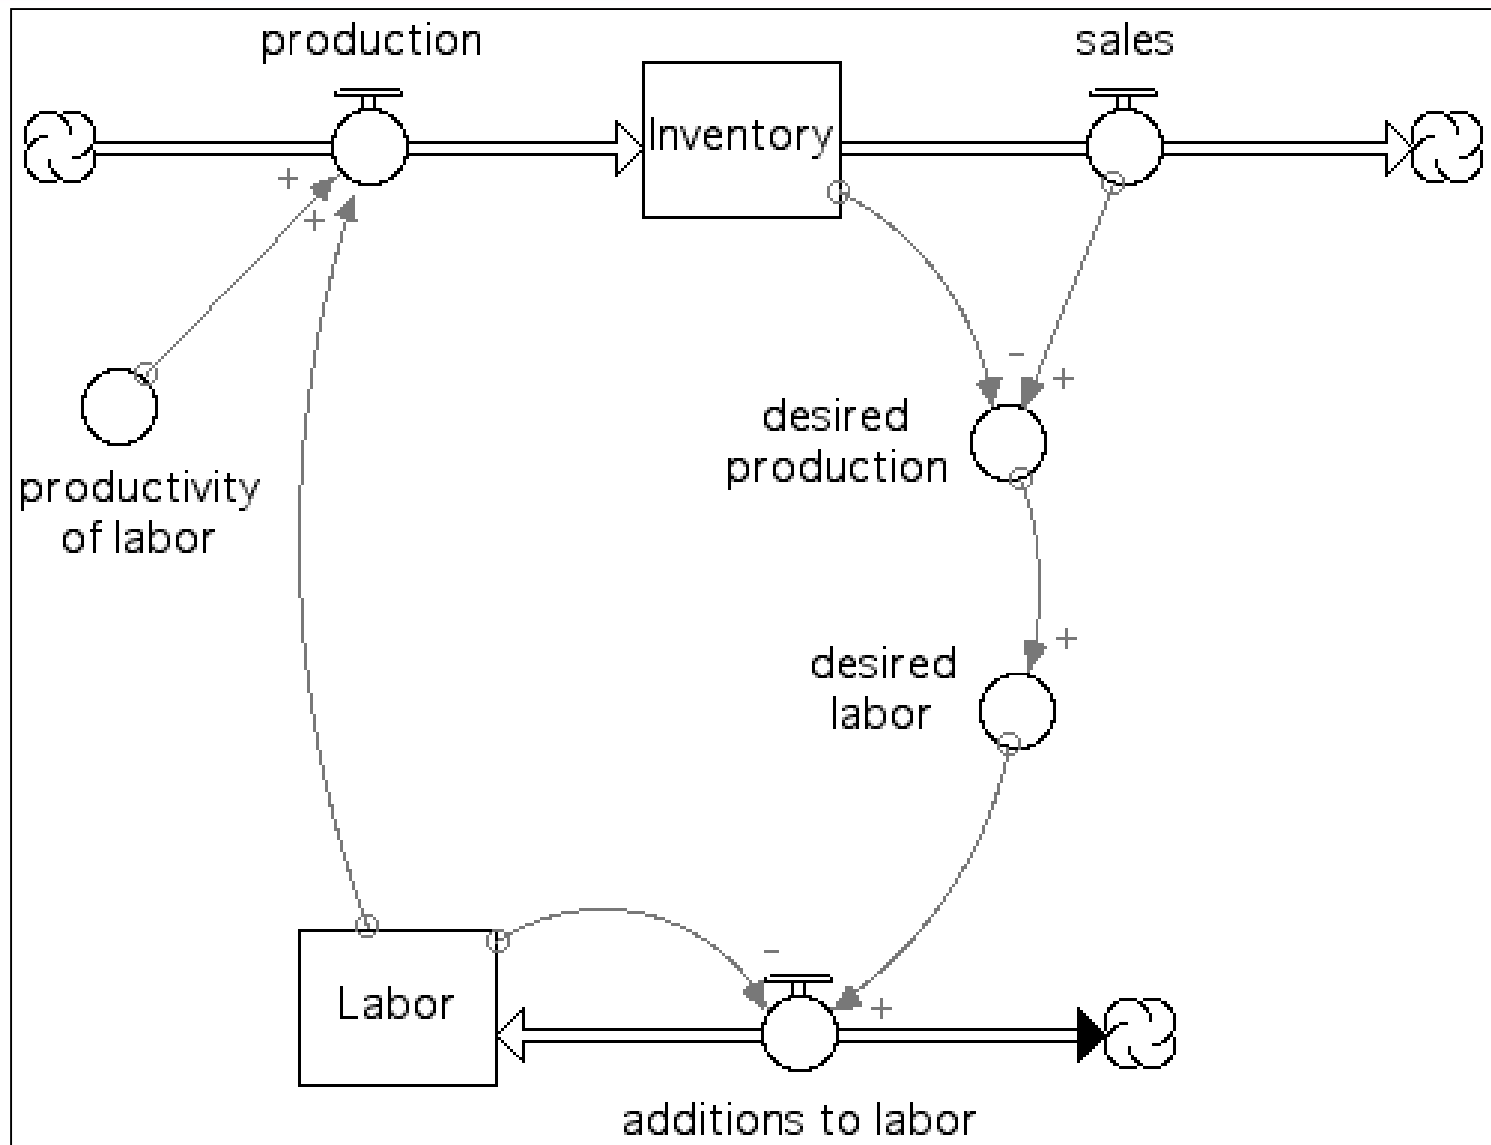 production
sales
Inventory
+
+
-
+
desired
production
productivity
of labor
+
desired
labor
-
Labor
+
additions to labor